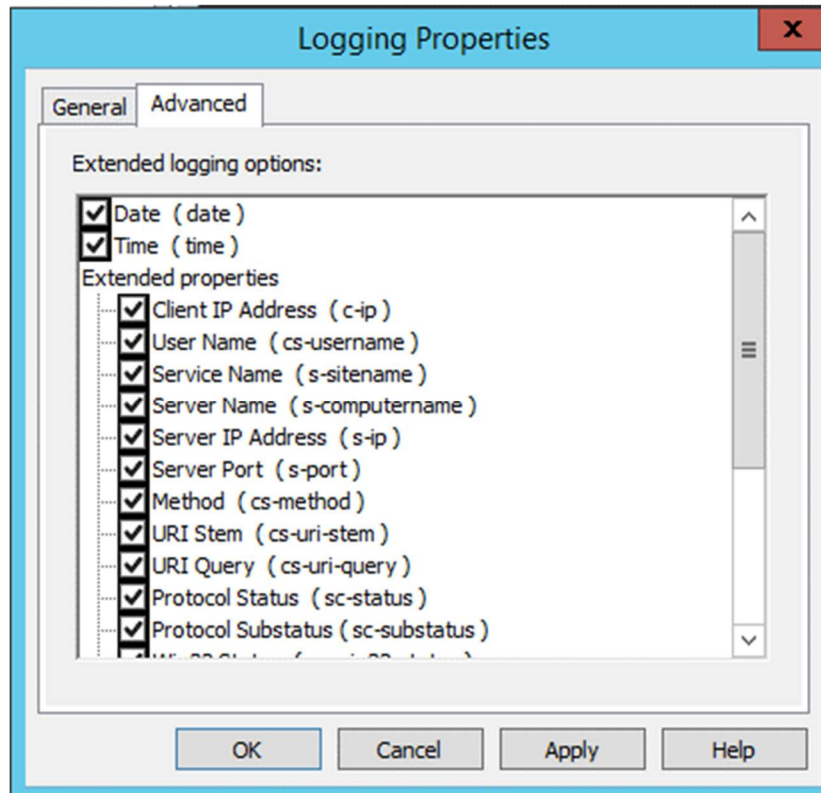 Logging Properties
x
General Advanced
Extended logging options:
Date ( date )
Time ( time )
Extended properties
Client IP Address ( c-ip )
User Name ( cs-username )
Service Name ( s-sitename )
Server Name ( s-computername )
Server IP Address ( s-ip )
Server Port ( s-port )
Method ( cs-method )
URI Stem ( cs-uri-stem )
URI Query ( cs-uri-query )
Protocol Status ( sc-status )
Protocol Substatus ( sc-substatus )
OK Cancel Apply Help